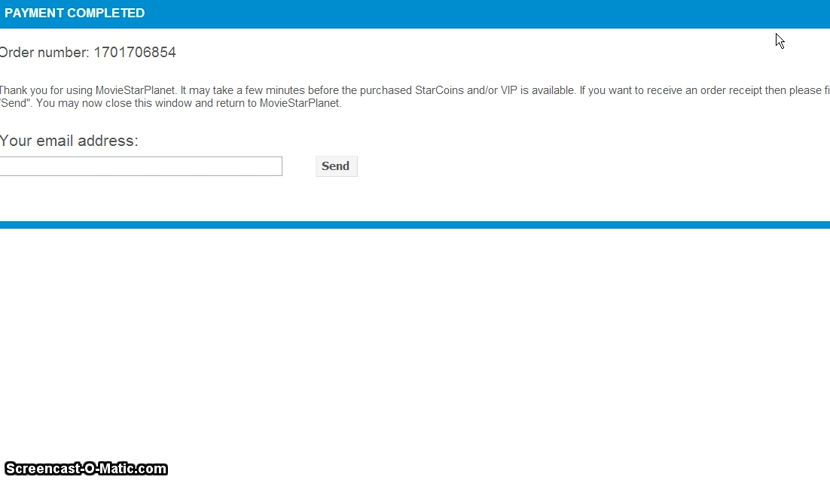 PAYMENT COMPLETED
Order number: 1701706854
Thank you for using MovieStarPlanet. It may take a few minutes before the purchased StarCoins and/or VIP is available. If you want to receive an order receipt then please fi
"Send". You may now close this window and return to MovieStarPlanet.
Your email address:
Send
Screencast-O-Matic.com